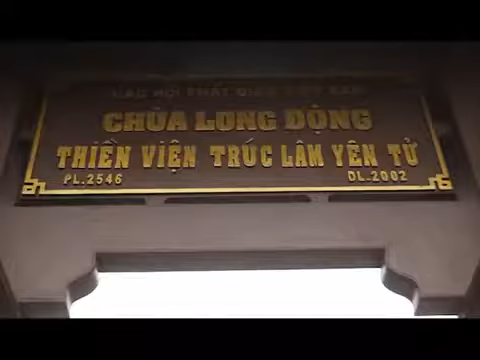 GIÁO HỘI PHẬT GIÁO VIỆT NAM
CHÙA LONG ĐỘNG
THIỀN VIỆN TRÚC LÂM YÊN TỬ
PL.2546 DL.2002